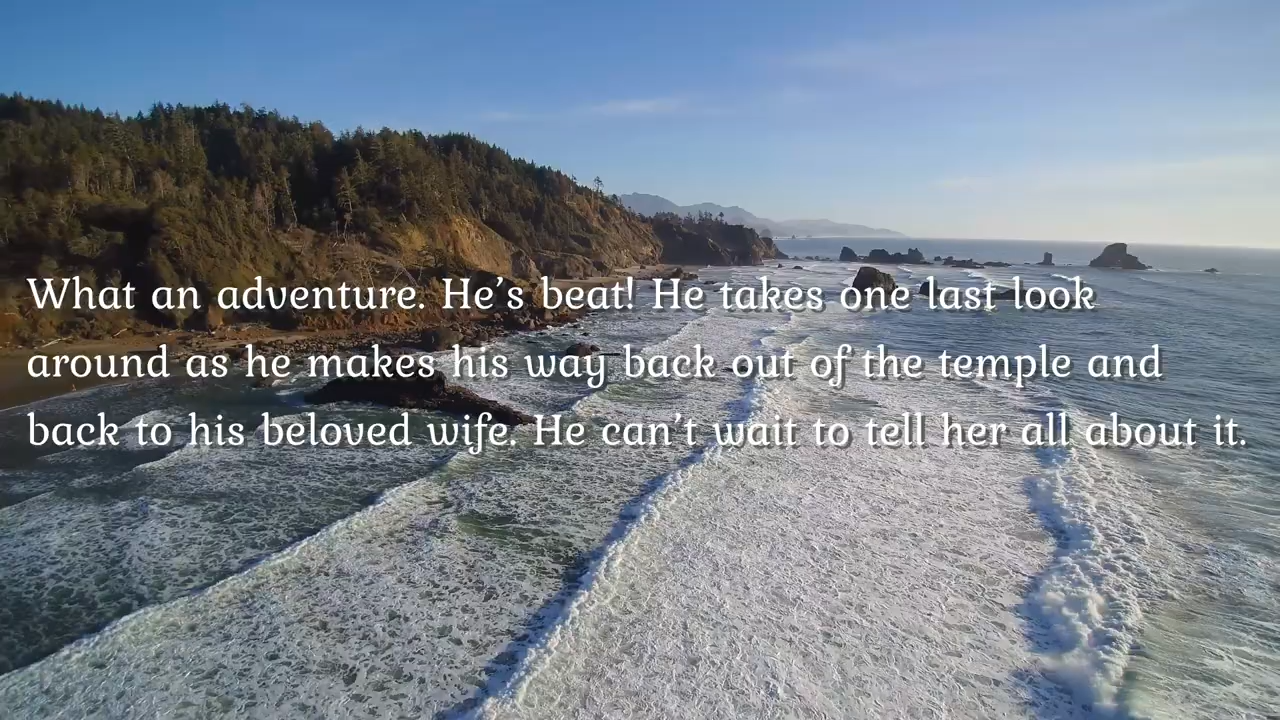 What an adventure. He's beat! He takes one last look
around as he makes his way back out of the temple and
back to his beloved wife. He can't wait to tell her all about it.